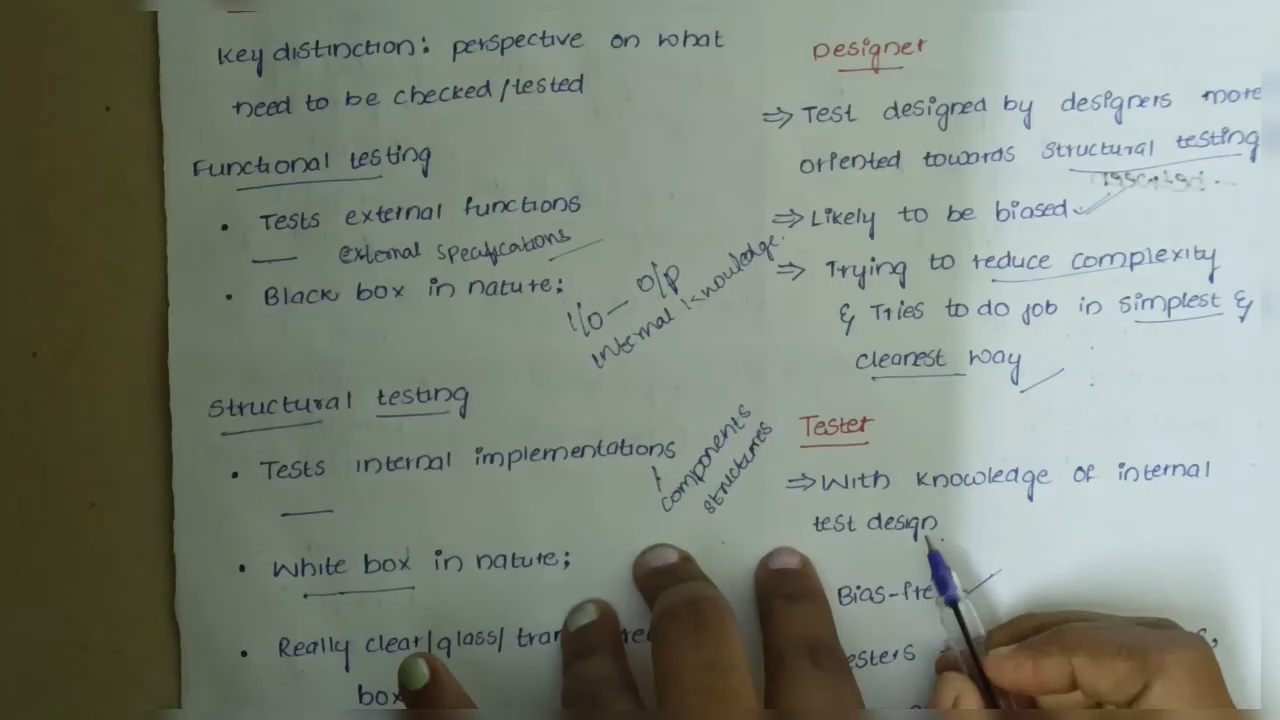 Key distinction: perspective on what
need to be checked/tested
Functional testing
• Tests external functions
external specifications
• Black box in nature;
i/o — o/p
internal knowledge.
Structural testing
• Tests internal implementations
components
structures
• White box in nature;
• Really clear/glass/
box
Designer
⇒ Test designed by designers more
oriented towards structural testing
⇒ Likely to be biased
⇒ Trying to reduce complexity
& Tries to do job in simplest &
cleanest way
Tester
⇒ With knowledge of internal
test design.
Bias-